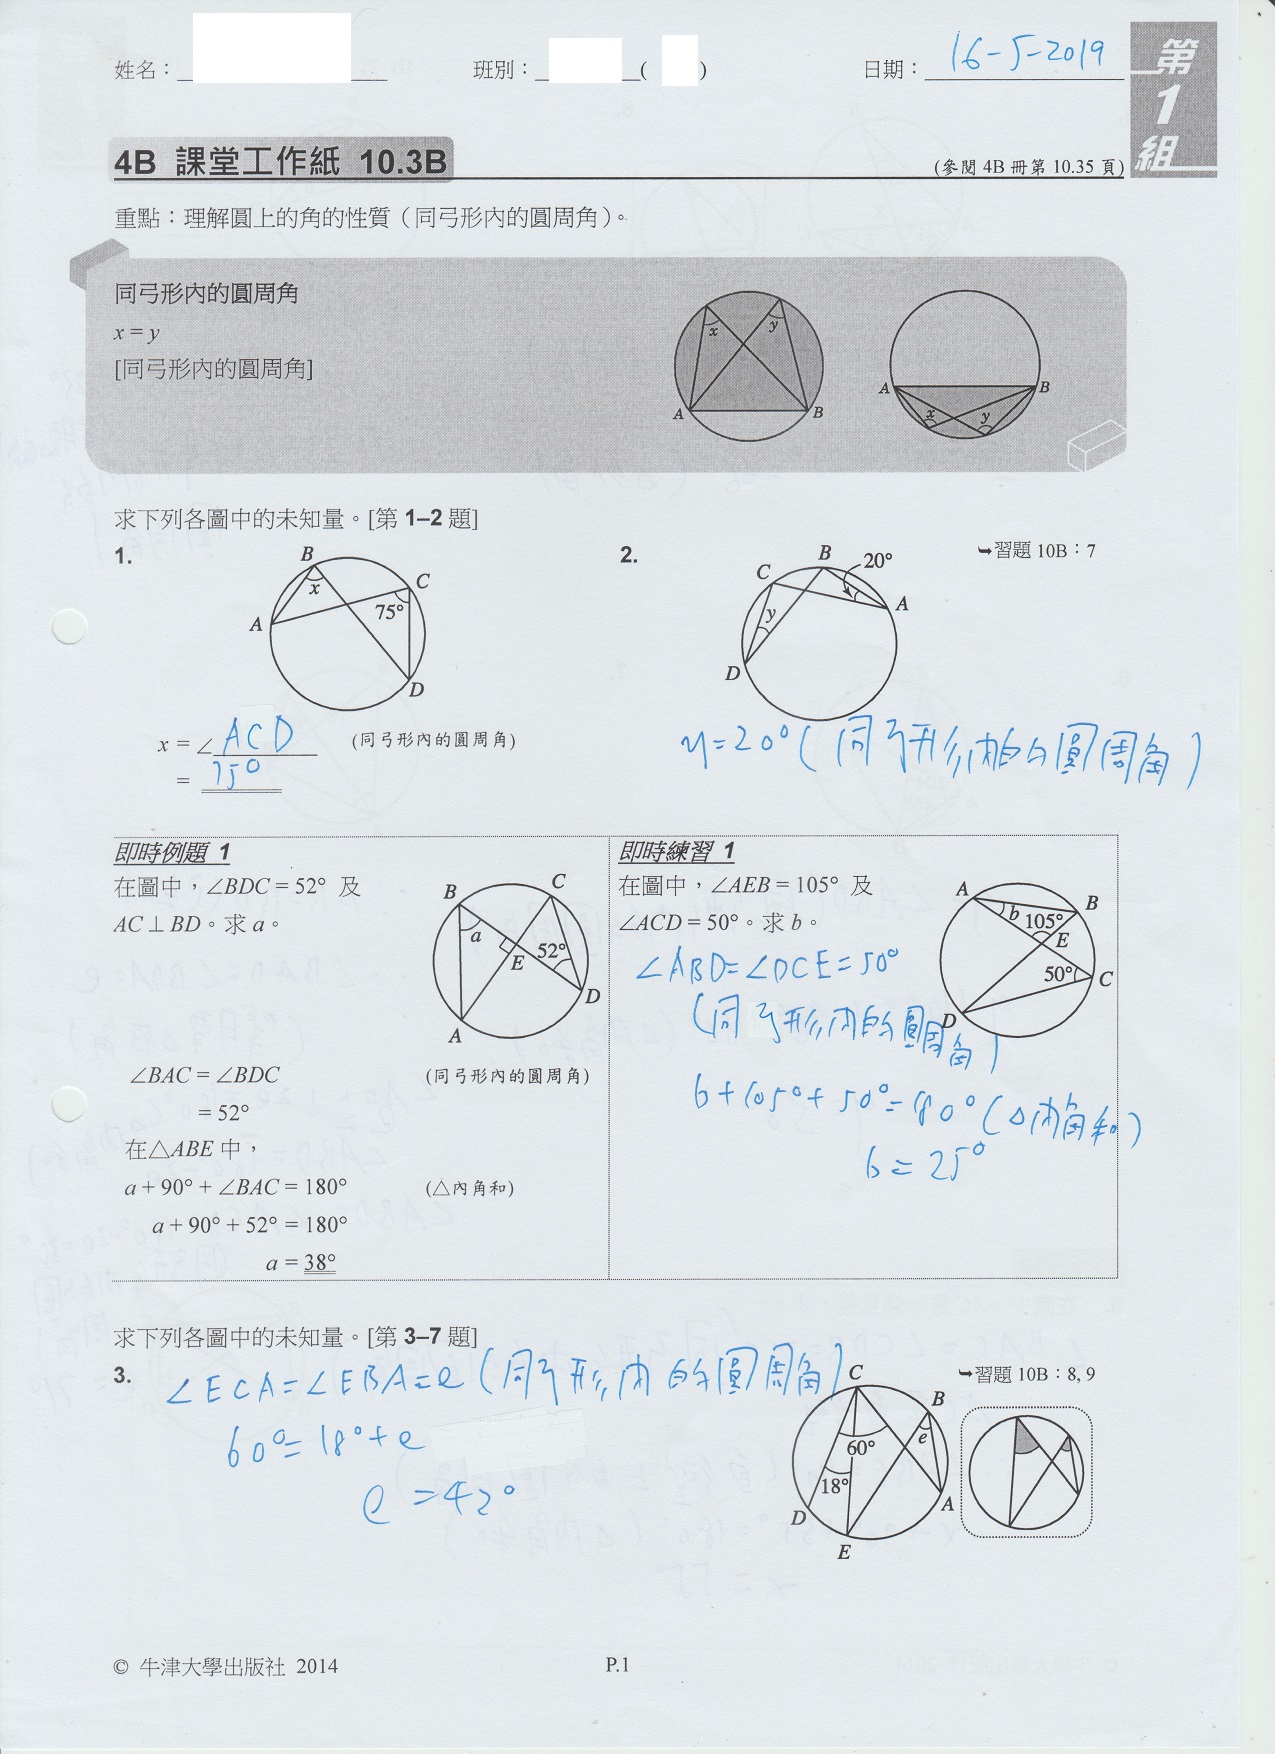 姓名： 班別： ( ) 日期： 16-5-2019
第1組
4B 課堂工作紙 10.3B
(參閱 4B 冊第 10.35 頁)
重點：理解圓上的角的性質（同弓形內的圓周角）。
同弓形內的圓周角
x = y
[同弓形內的圓周角]
x
y
A
B
A
B
x
y
求下列各圖中的未知量。[第 1–2 題]
1.
B
x
C
75°
A
D
x = ∠ACD (同弓形內的圓周角)
= 75°
2.
➥習題 10B：7
B
20°
C
A
y
D
y=20° (同弓形內的圓周角)
即時例題 1
在圖中，∠BDC = 52° 及
AC ⊥ BD。求 a。
B
C
a
52°
E
D
A
∠BAC = ∠BDC (同弓形內的圓周角)
= 52°
在△ABE 中，
a + 90° + ∠BAC = 180° (△內角和)
a + 90° + 52° = 180°
a = 38°
即時練習 1
在圖中，∠AEB = 105° 及
∠ACD = 50°。求 b。
A
B
b
105°
E
50°
C
D
∠ABD=∠DCE=50°
(同弓形內的圓周角)
b+105°+50°=180° (△內角和)
b=25°
求下列各圖中的未知量。[第 3–7 題]
3.
➥習題 10B：8, 9
∠ECA=∠EBA=e (同弓形內的圓周角)
60°=18°+e
e=42°
C
B
e
60°
18°
A
D
E
© 牛津大學出版社 2014
P.1